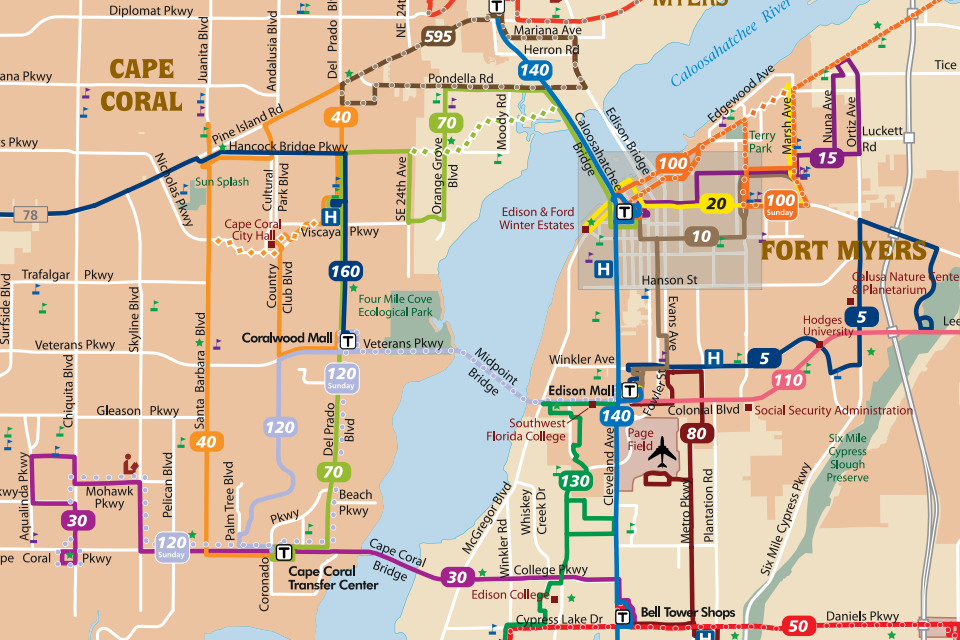 MYERS
Diplomat Pkwy
NE 24t
Mariana Ave
595
Herron Rd
Juanita Blvd
Andalusia Blvd
Del Prado Bl
Caloosahatchee River
CAPE
CORAL
140
Tice
ana Pkwy
Pondella Rd
Edgewood Ave
Pine Island Rd
40
70
Moody Rd
Edison Bridge
Caloosahatchee
Bridge
Marsh Ave
Nuna Ave
Ortiz Ave
Luckett
Rd
Terry
Park
rs Pkwy
Hancock Bridge Pkwy
15
100
Nicholas
Pkwy
Sun Splash
Cultural
Park Blvd
SE 24th Ave
Orange Grove
Blvd
78
H
T
20
100
Sunday
Edison & Ford
Winter Estates
Cape Coral
City Hall
Viscaya Pkwy
10
FORT MYERS
H
Trafalgar Pkwy
Country
Club Blvd
160
Hanson St
Calusa Nature Cente
& Planetarium
Surfside Bl
Skyline Blvd
Four Mile Cove
Ecological Park
Evans Ave
Hodges
University
5
Lee
Coralwood Mall
T
Veterans Pkwy
Veterans Pkwy
Midpoint
Bridge
Winkler Ave
H
5
Chiquita Blvd
Santa Barbara Blvd
120
Sunday
Edison Mall
T
Fowler St
110
Gleason Pkwy
Southwest
Florida College
140
Colonial Blvd
Social Security Administration
120
Del Prado
Blvd
40
Page
Field
80
Six Mile
Cypress
Slough
Preserve
Aqualinda Pkwy
Pelican Blvd
Palm Tree Blvd
70
130
Cleveland Ave
kwy
Mohawk
Pkwy
Beach
Pkwy
McGregor Blvd
Winkler Rd
Whiskey
Creek Dr
Metro Pkwy
Plantation Rd
Six Mile Cypress Pkwy
30
Pkwy
120
Sunday
pe Coral Pkwy
T
Cape Coral
Bridge
Coronado
Cape Coral
Transfer Center
30
College Pkwy
Edison College
Cypress Lake Dr
T
Bell Tower Shops
H
50
Daniels Pkwy